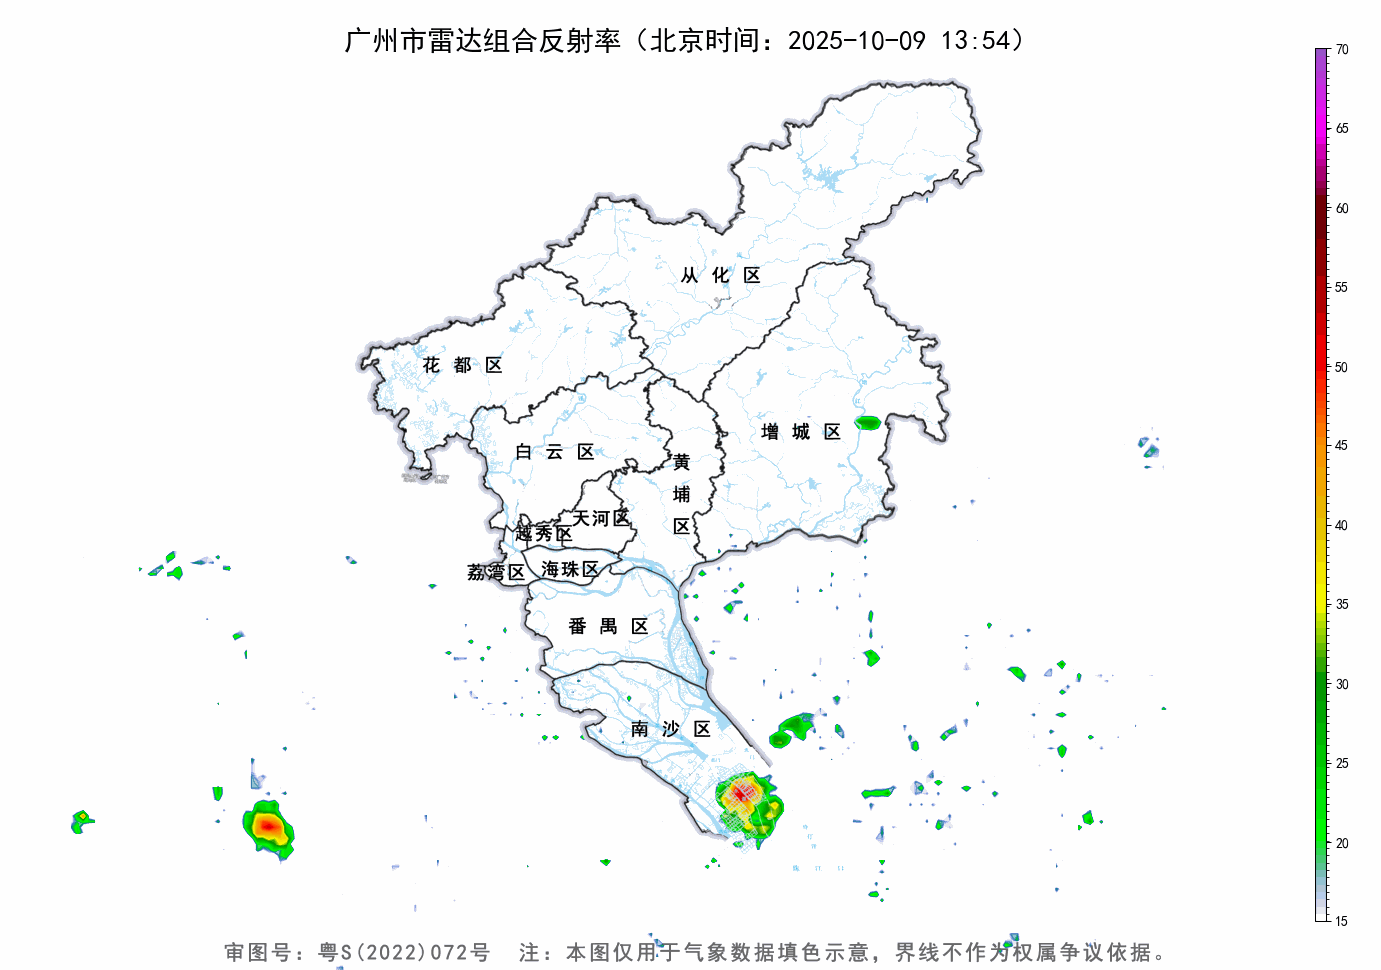 广州市雷达组合反射率（北京时间：2025-10-09 13:54）
70
65
60
55
50
45
40
35
30
25
20
15
从化区
花都区
增城区
白云区
黄埔区
天河区
越秀区
荔湾区
海珠区
番禺区
南沙区
审图号：粤S(2022)072号 注：本图仅用于气象数据填色示意，界线不作为权属争议依据。